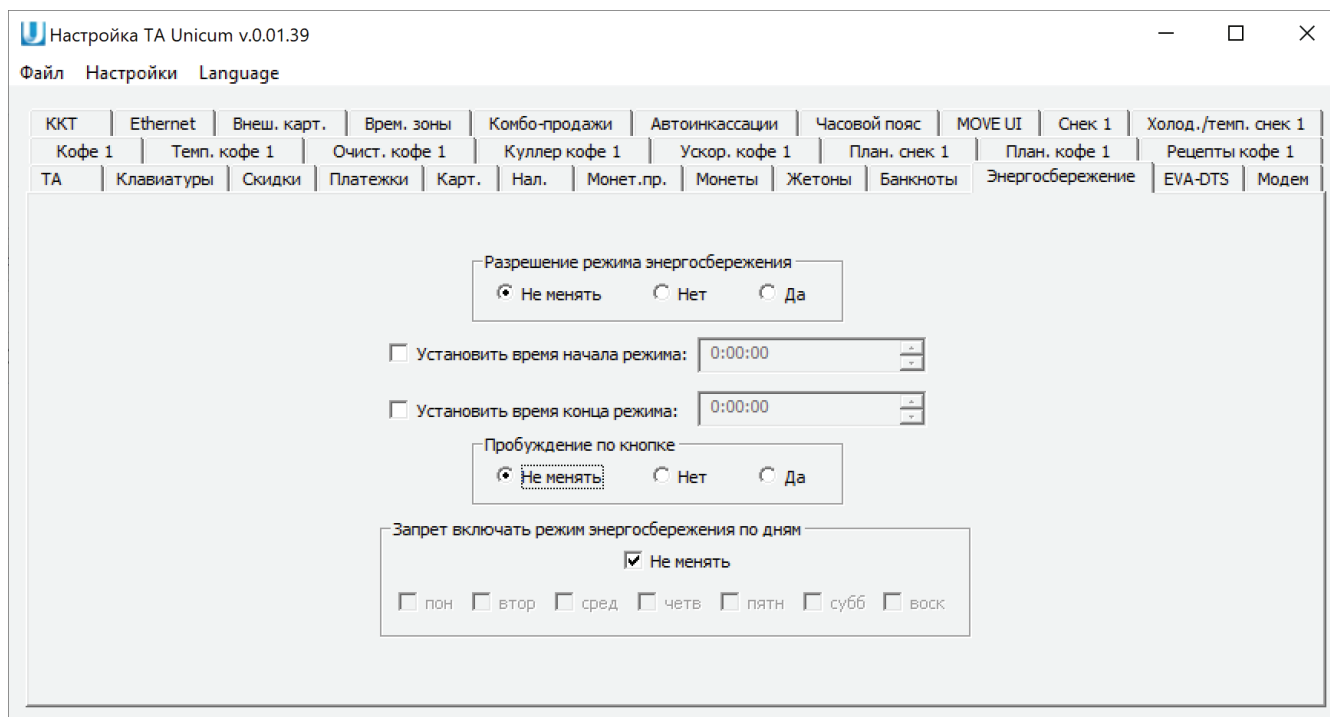 Настройка TA Unicum v.0.01.39
Файл Настройки Language
ККТ Ethernet Внеш. карт. Врем. зоны Комбо-продажи Автоинкассации Часовой пояс MOVE UI Снек 1 Холод./темп. снек 1
Кофе 1 Темп. кофе 1 Очист. кофе 1 Куллер кофе 1 Ускор. кофе 1 План. снек 1 План. кофе 1 Рецепты кофе 1
ТА Клавиатуры Скидки Платежки Карт. Нал. Монет.пр. Монеты Жетоны Банкноты Энергосбережение EVA-DTS Модем
Разрешение режима энергосбережения
Не менять Нет Да
Установить время начала режима: 0:00:00
Установить время конца режима: 0:00:00
Пробуждение по кнопке
Не менять Нет Да
Запрет включать режим энергосбережения по дням
Не менять
пон втор сред четв пятн субб воск